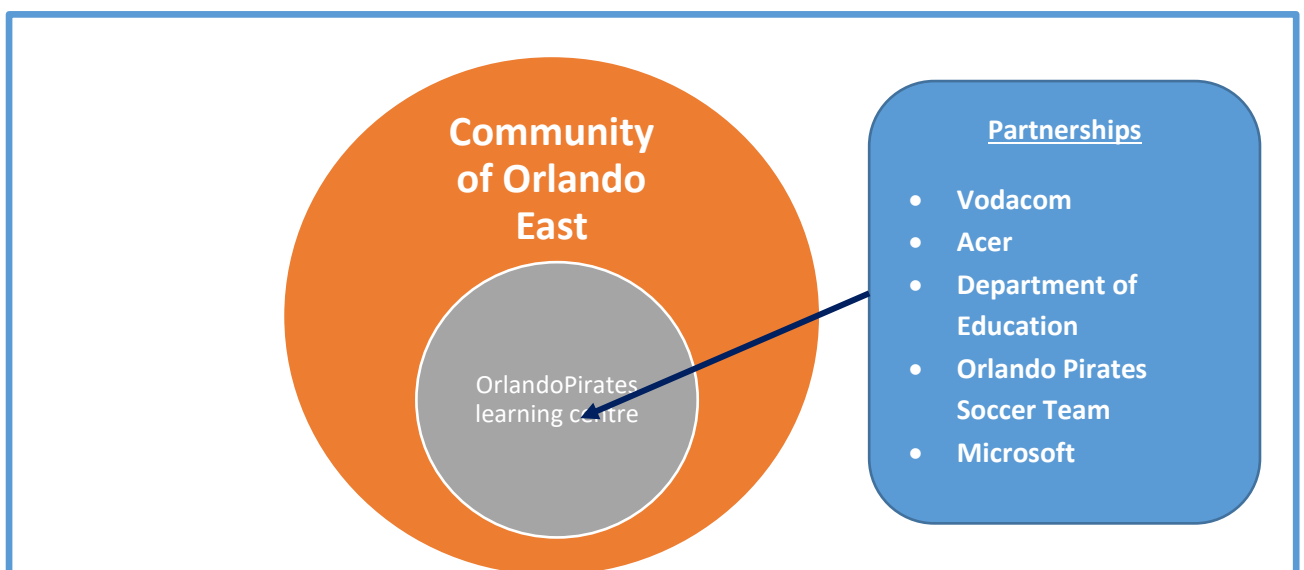 Community
of Orlando
East
OrlandoPirates
learning centre
Partnerships
• Vodacom
• Acer
• Department of
Education
• Orlando Pirates
Soccer Team
• Microsoft